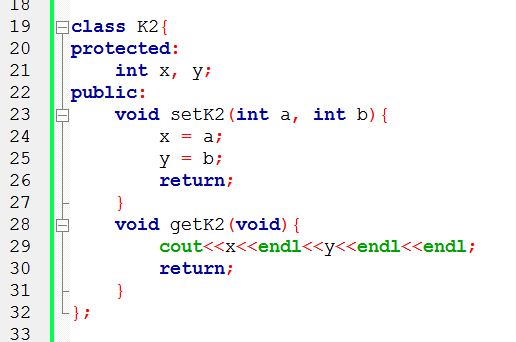 18
19 class K2{
20 protected:
21     int x, y;
22 public:
23     void setK2(int a, int b){
24         x = a;
25         y = b;
26         return;
27     }
28     void getK2(void){
29         cout<<x<<endl<<y<<endl<<endl;
30         return;
31     }
32 };
33